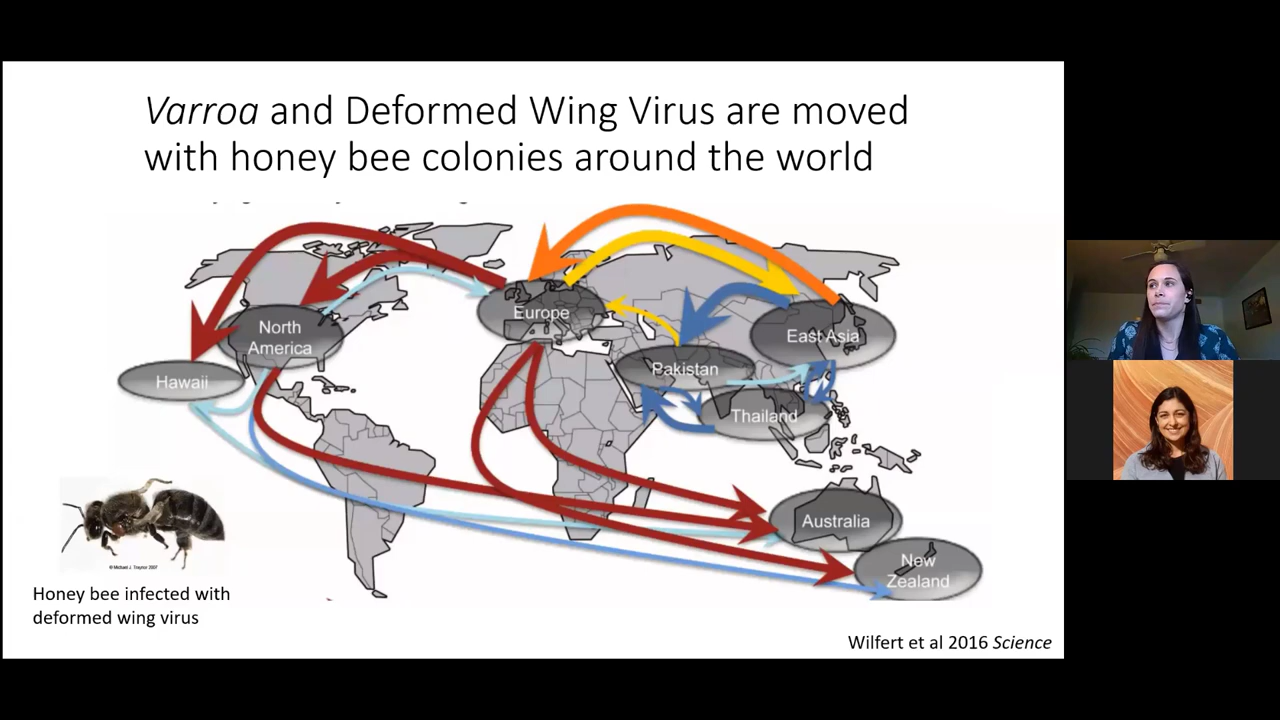 Varroa and Deformed Wing Virus are moved
with honey bee colonies around the world
Europe
North
America
East Asia
Pakistan
Hawaii
Thailand
Australia
New
Zealand
Honey bee infected with
deformed wing virus
Wilfert et al 2016 Science